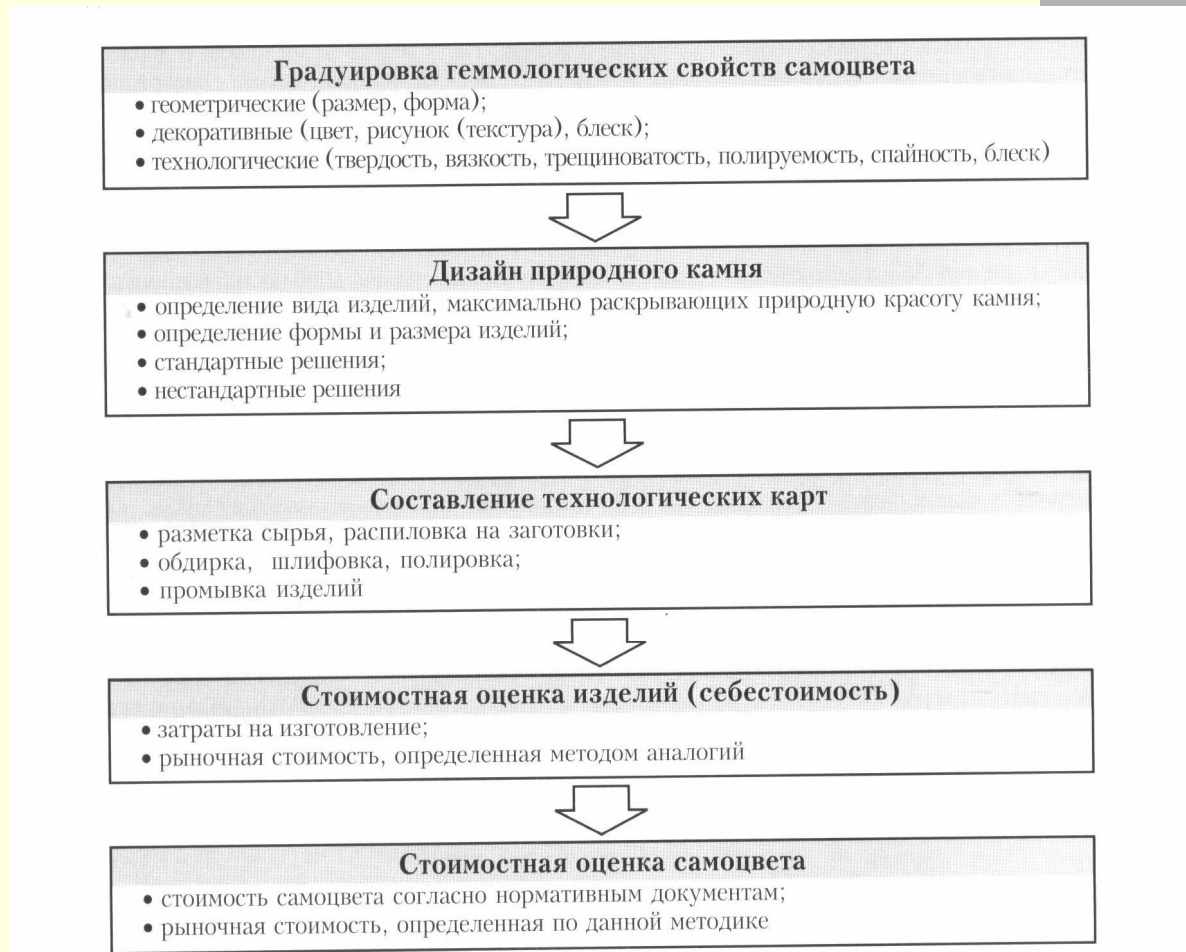 Градуировка геммологических свойств самоцвета
• геометрические (размер, форма);
• декоративные (цвет, рисунок (текстура), блеск);
• технологические (твердость, вязкость, трещиноватость, полируемость, спайность, блеск)
Дизайн природного камня
• определение вида изделий, максимально раскрывающих природную красоту камня;
• определение формы и размера изделий;
• стандартные решения;
• нестандартные решения
Составление технологических карт
• разметка сырья, распиловка на заготовки;
• обдирка, шлифовка, полировка;
• промывка изделий
Стоимостная оценка изделий (себестоимость)
• затраты на изготовление;
• рыночная стоимость, определенная методом аналогий
Стоимостная оценка самоцвета
• стоимость самоцвета согласно нормативным документам;
• рыночная стоимость, определенная по данной методике